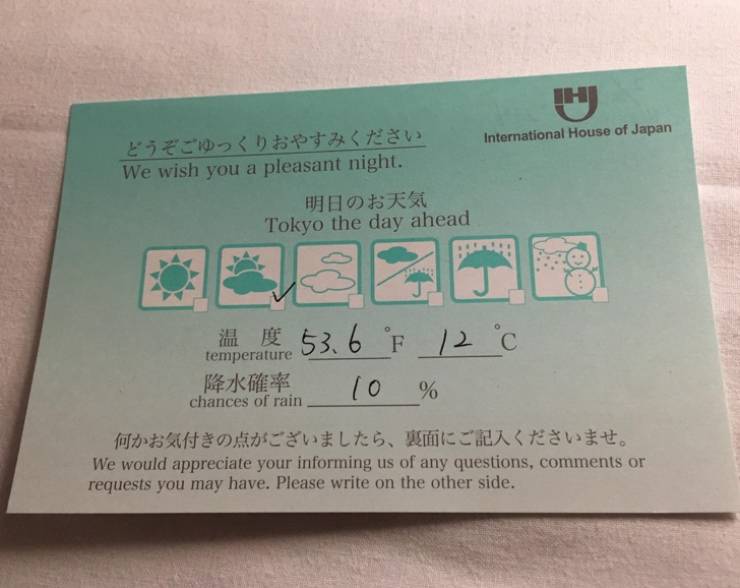 IHJ
International House of Japan
どうぞごゆっくりおやすみください
We wish you a pleasant night.
明日のお天気
Tokyo the day ahead
温 度
temperature 53.6 °F 12 °C
降水確率
chances of rain 10 %
何かお気付きの点がございましたら、裏面にご記入くださいませ。
We would appreciate your informing us of any questions, comments or
requests you may have. Please write on the other side.